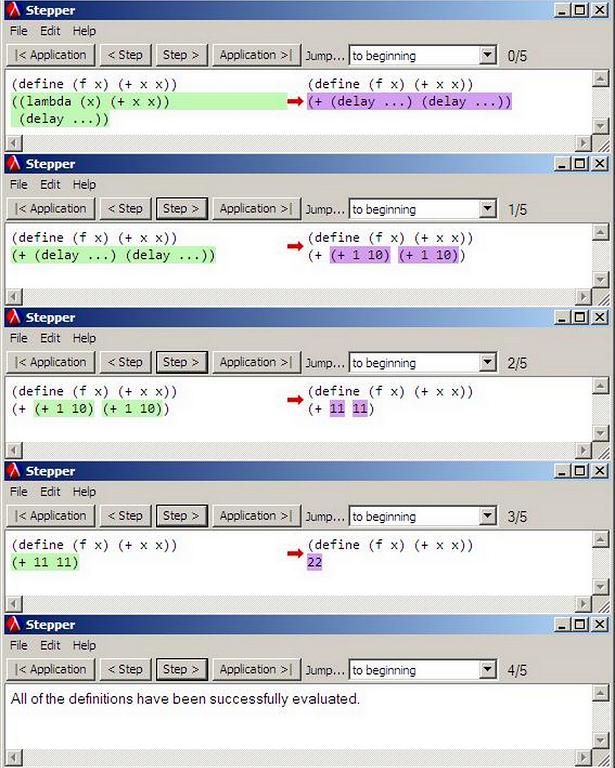 Stepper
File Edit Help
|< Application < Step Step > Application >| Jump... to beginning 0/5
(define (f x) (+ x x)) (define (f x) (+ x x))
((lambda (x) (+ x x)) (+ (delay ...) (delay ...))
(delay ...))
Stepper
File Edit Help
|< Application < Step Step > Application >| Jump... to beginning 1/5
(define (f x) (+ x x)) (define (f x) (+ x x))
(+ (delay ...) (delay ...)) (+ (+ 1 10) (+ 1 10))
Stepper
File Edit Help
|< Application < Step Step > Application >| Jump... to beginning 2/5
(define (f x) (+ x x)) (define (f x) (+ x x))
(+ (+ 1 10) (+ 1 10)) (+ 11 11)
Stepper
File Edit Help
|< Application < Step Step > Application >| Jump... to beginning 3/5
(define (f x) (+ x x)) (define (f x) (+ x x))
(+ 11 11) 22
Stepper
File Edit Help
|< Application < Step Step > Application >| Jump... to beginning 4/5
All of the definitions have been successfully evaluated.